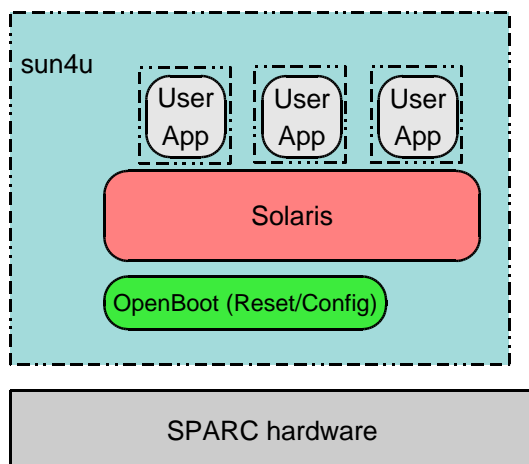 sun4u
User User User
App App App
Solaris
OpenBoot (Reset/Config)
SPARC hardware